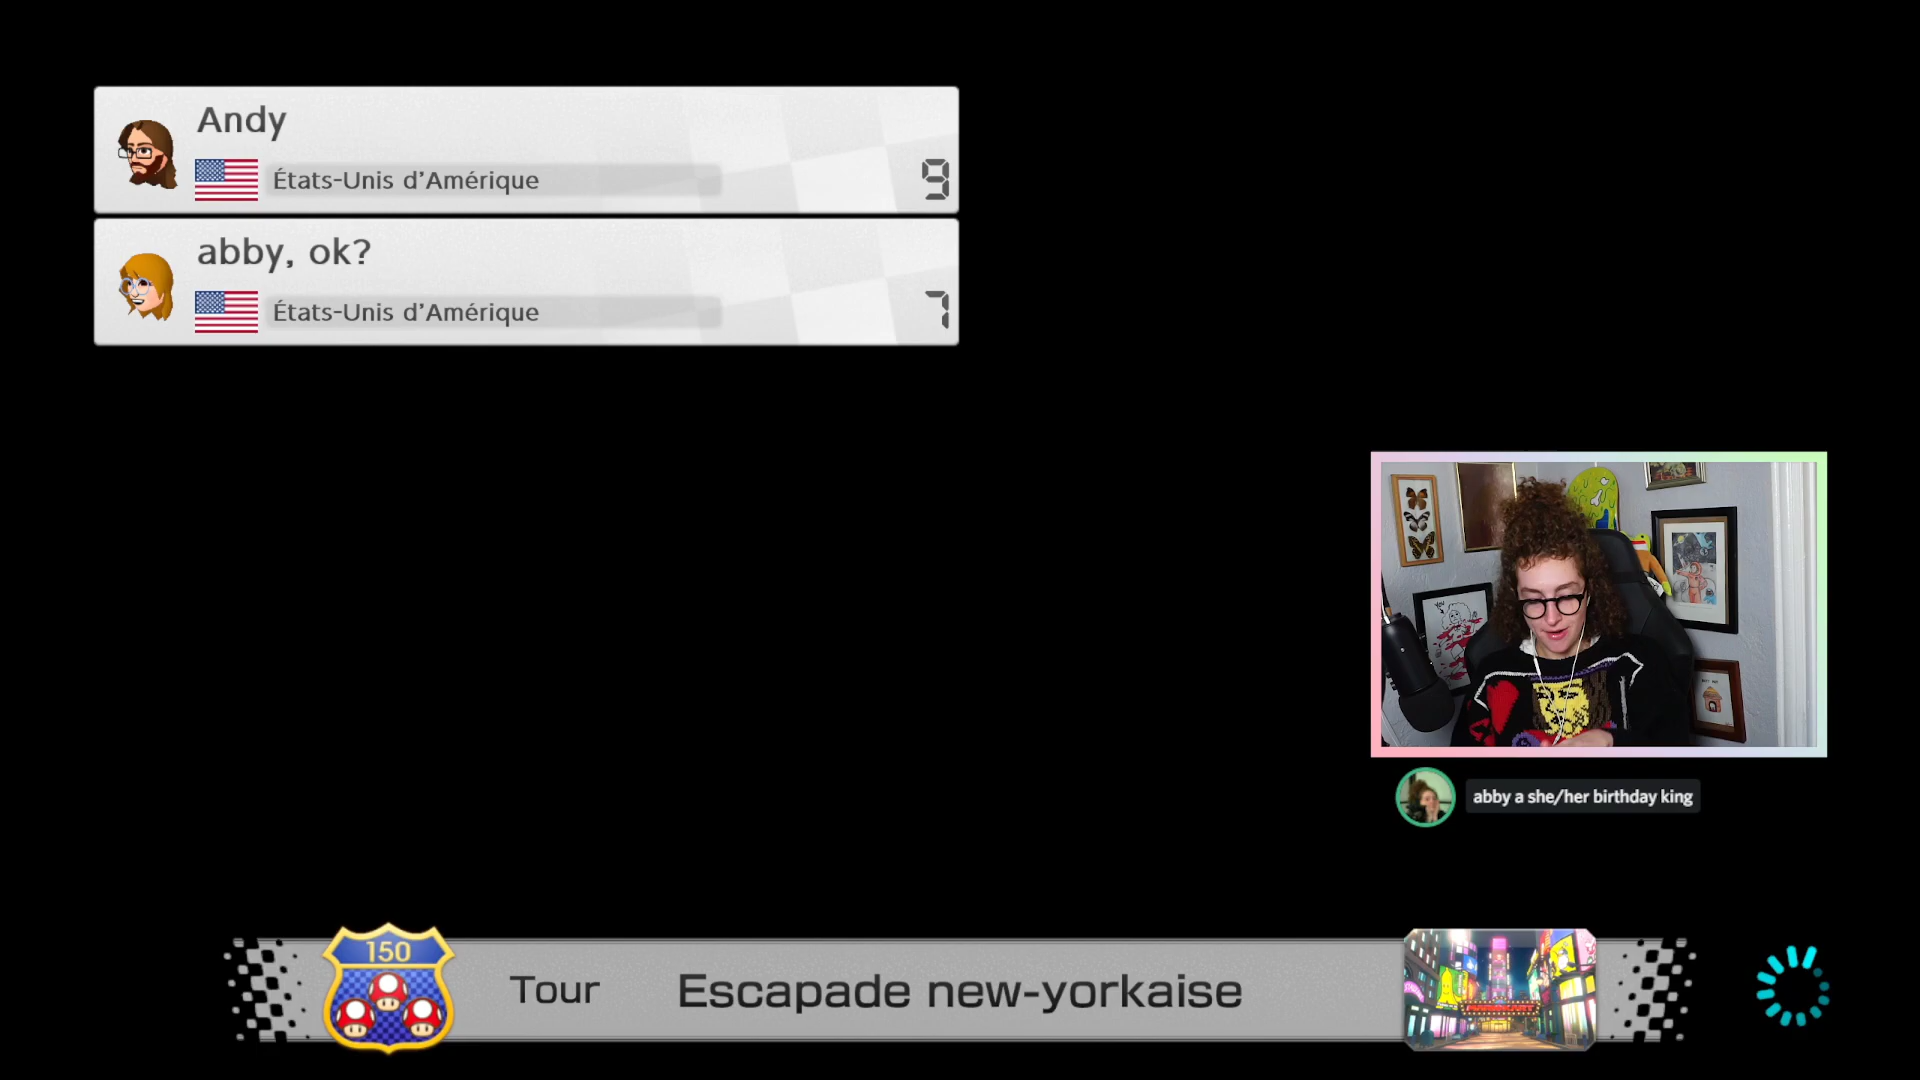 Andy
États-Unis d'Amérique
9
abby, ok?
États-Unis d'Amérique
7
YOU
abby a she/her birthday king
150
Tour
Escapade new-yorkaise